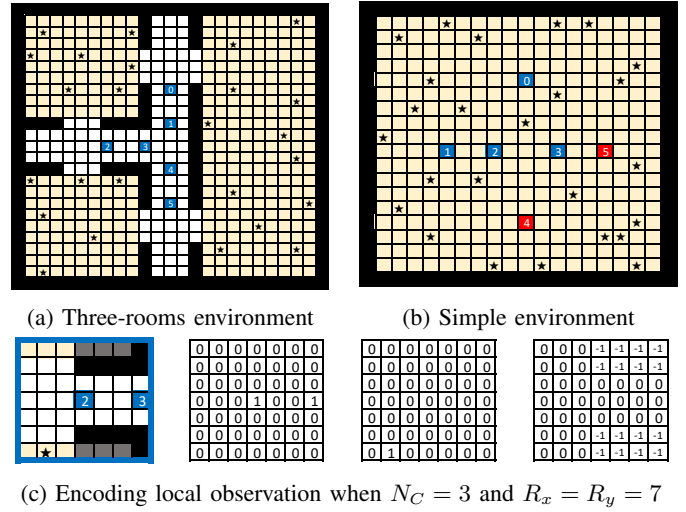 0
1
2 3
4
5
0
1 2 3 5
4
(a) Three-rooms environment
(b) Simple environment
2 3
0 0 0 0 0 0 0
0 0 0 0 0 0 0
0 0 0 0 0 0 0
0 0 0 1 0 0 1
0 0 0 0 0 0 0
0 0 0 0 0 0 0
0 0 0 0 0 0 0
0 0 0 0 0 0 0
0 0 0 0 0 0 0
0 0 0 0 0 0 0
0 0 0 0 0 0 0
0 0 0 0 0 0 0
0 0 0 0 0 0 0
0 1 0 0 0 0 0
0 0 0 -1 -1 -1 -1
0 0 0 -1 -1 -1 -1
0 0 0 0 0 0 0
0 0 0 0 0 0 0
0 0 0 0 0 0 0
0 0 0 -1 -1 -1 -1
0 0 0 -1 -1 -1 -1
(c) Encoding local observation when N_C = 3 and R_x = R_y = 7